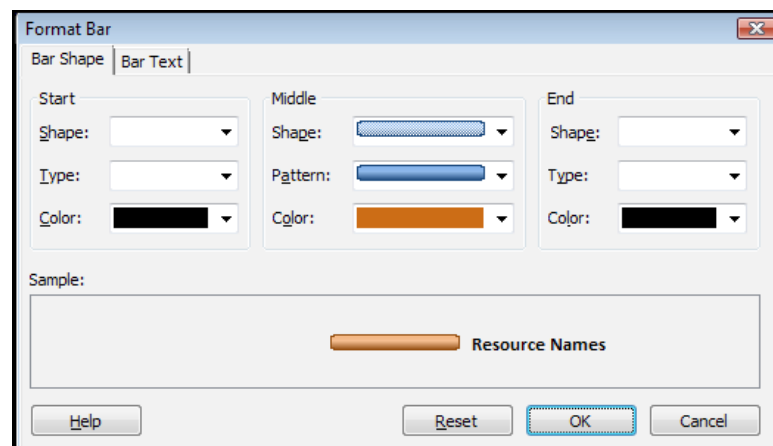 Format Bar
Bar Shape Bar Text
Start Middle End
Shape: Shape: Shape:
Type: Pattern: Type:
Color: Color: Color:
Sample:
Resource Names
Help Reset OK Cancel